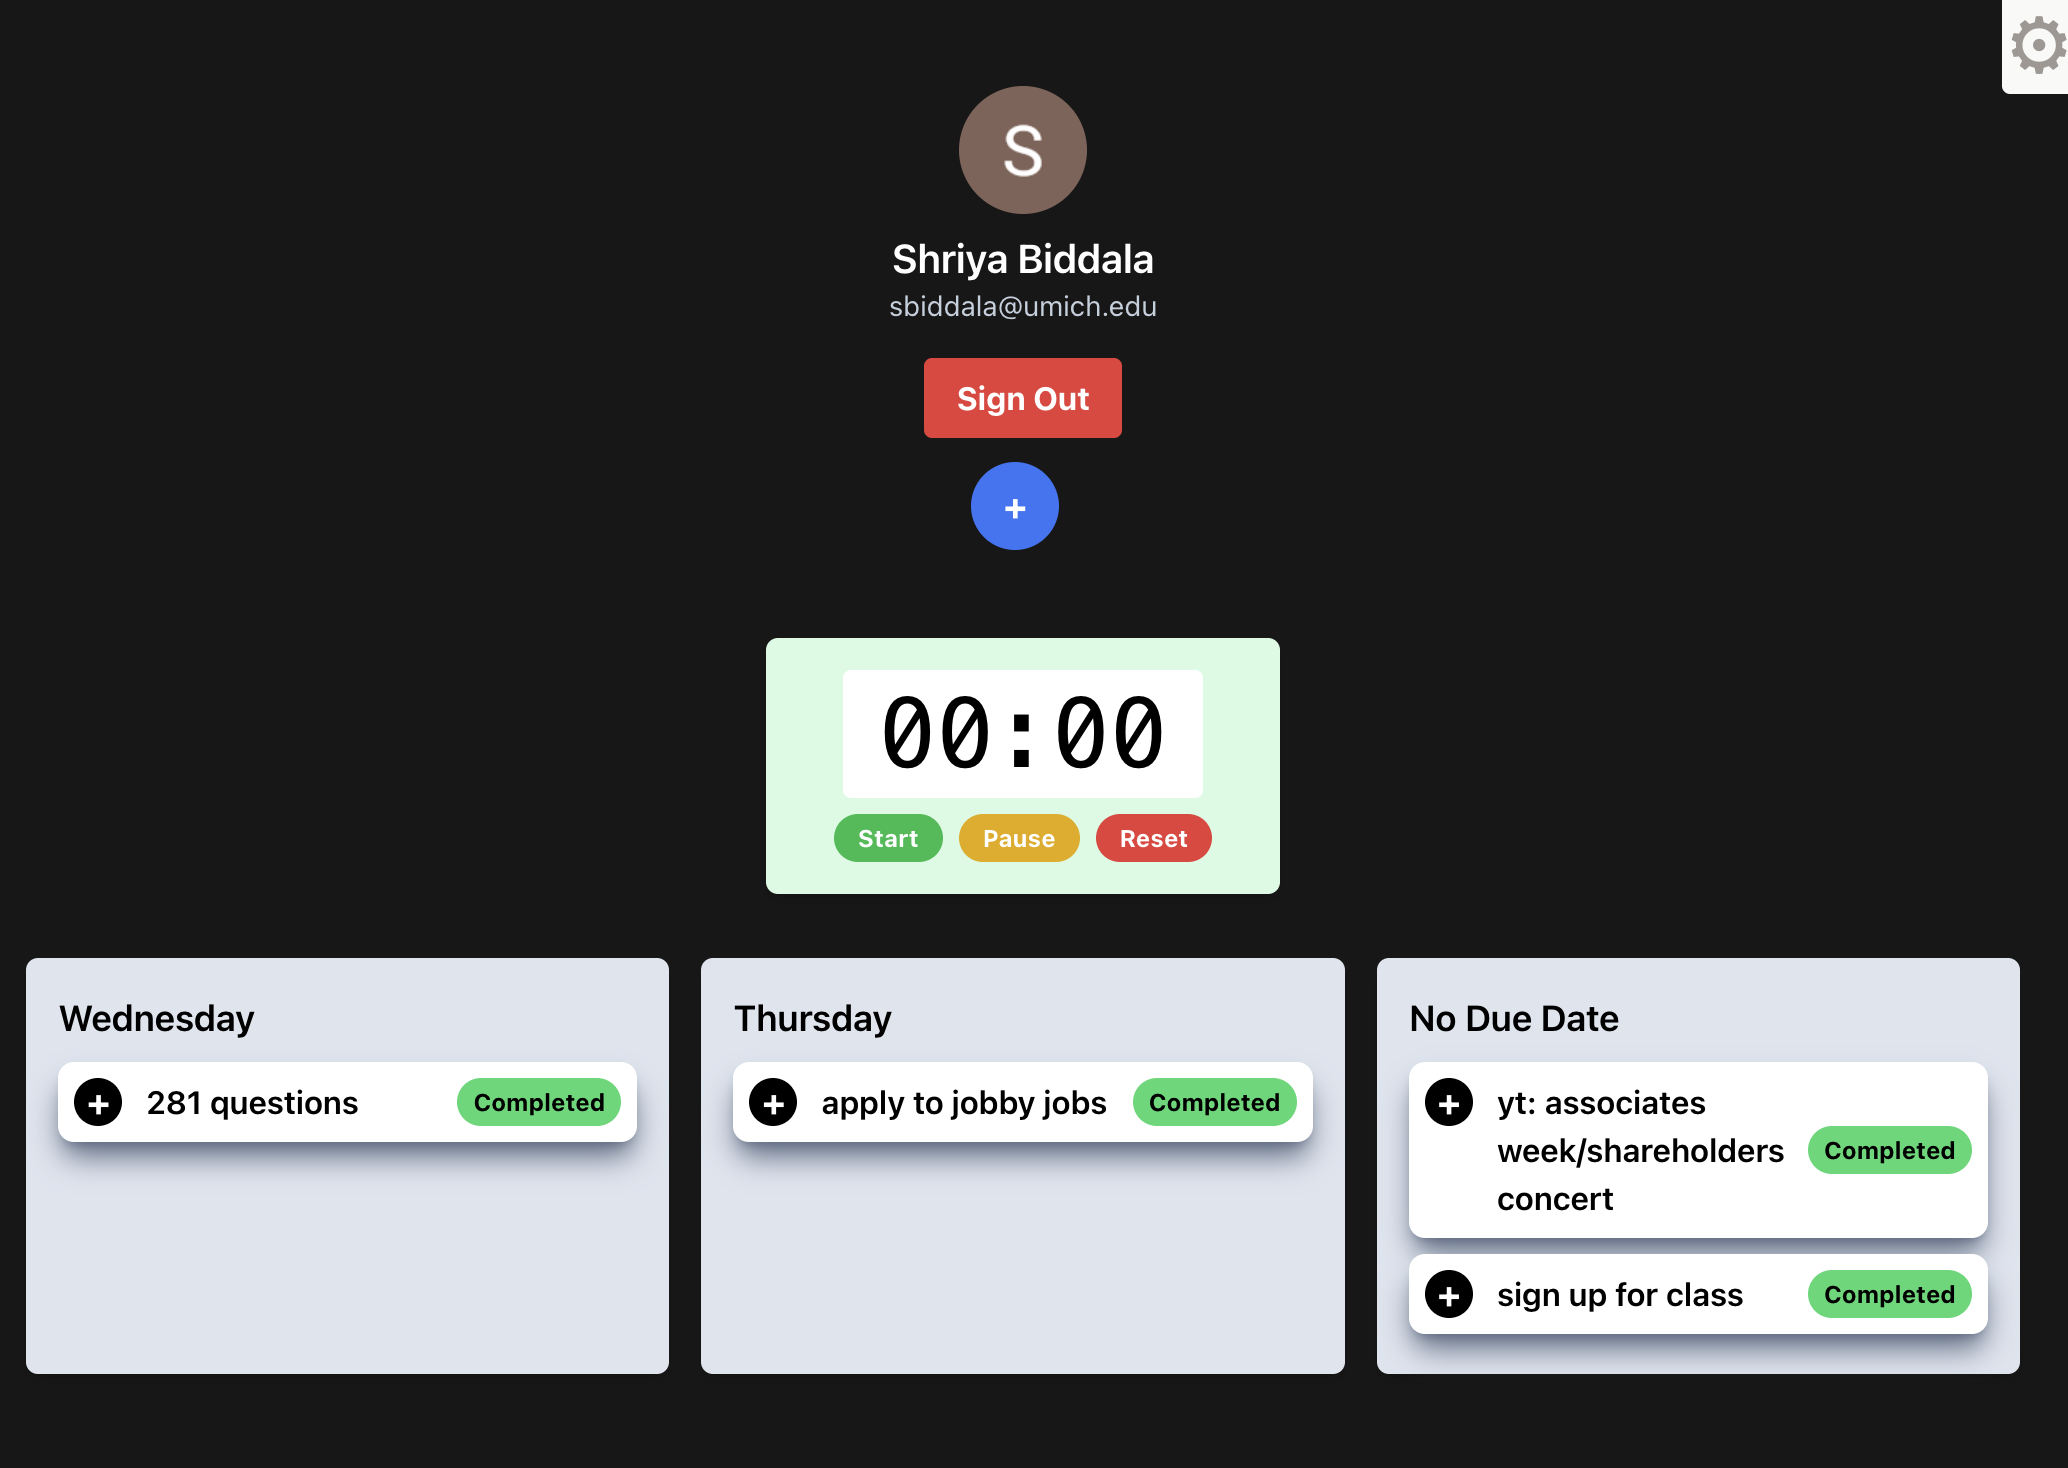 S
Shriya Biddala
sbiddala@umich.edu
Sign Out
+
00:00
Start Pause Reset
Wednesday
+ 281 questions Completed
Thursday
+ apply to jobby jobs Completed
No Due Date
+ yt: associates
week/shareholders Completed
concert
+ sign up for class Completed